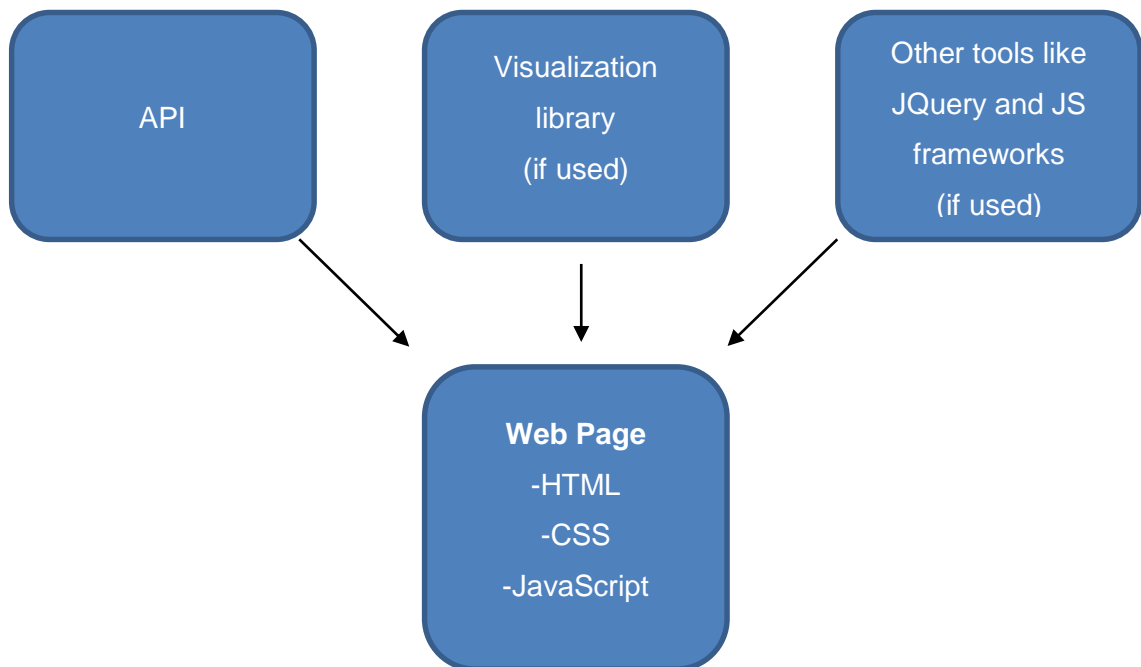 API
Visualization
library
(if used)
Other tools like
JQuery and JS
frameworks
(if used)
Web Page
-HTML
-CSS
-JavaScript